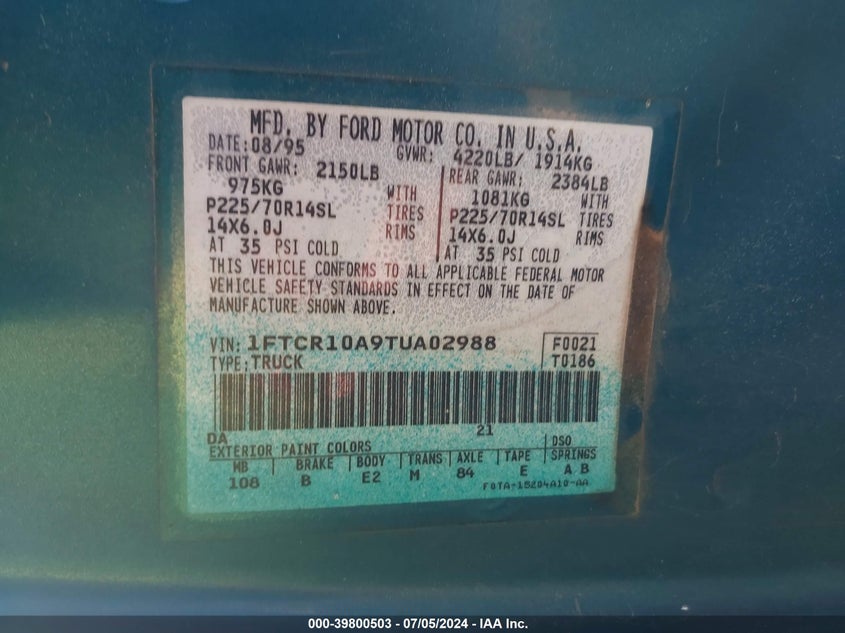 MFD. BY FORD MOTOR CO. IN U.S.A.
DATE: 08/95 GVWR: 4220LB/ 1914KG
FRONT GAWR: 2150LB REAR GAWR: 2384LB
975KG WITH 1081KG WITH
P225/70R14SL TIRES P225/70R14SL TIRES
14X6.0J RIMS 14X6.0J RIMS
AT 35 PSI COLD AT 35 PSI COLD
THIS VEHICLE CONFORMS TO ALL APPLICABLE FEDERAL MOTOR
VEHICLE SAFETY STANDARDS IN EFFECT ON THE DATE OF
MANUFACTURE SHOWN ABOVE.
VIN: 1FTCR10A9TUA02988 F0021
TYPE: TRUCK T0186
DA 21
EXTERIOR PAINT COLORS DSO
MB BRAKE BODY TRANS AXLE TAPE SPRINGS
108 B E2 M 84 E A B
F0TA-15204A10-AA
000-39800503 - 07/05/2024 - IAA Inc.